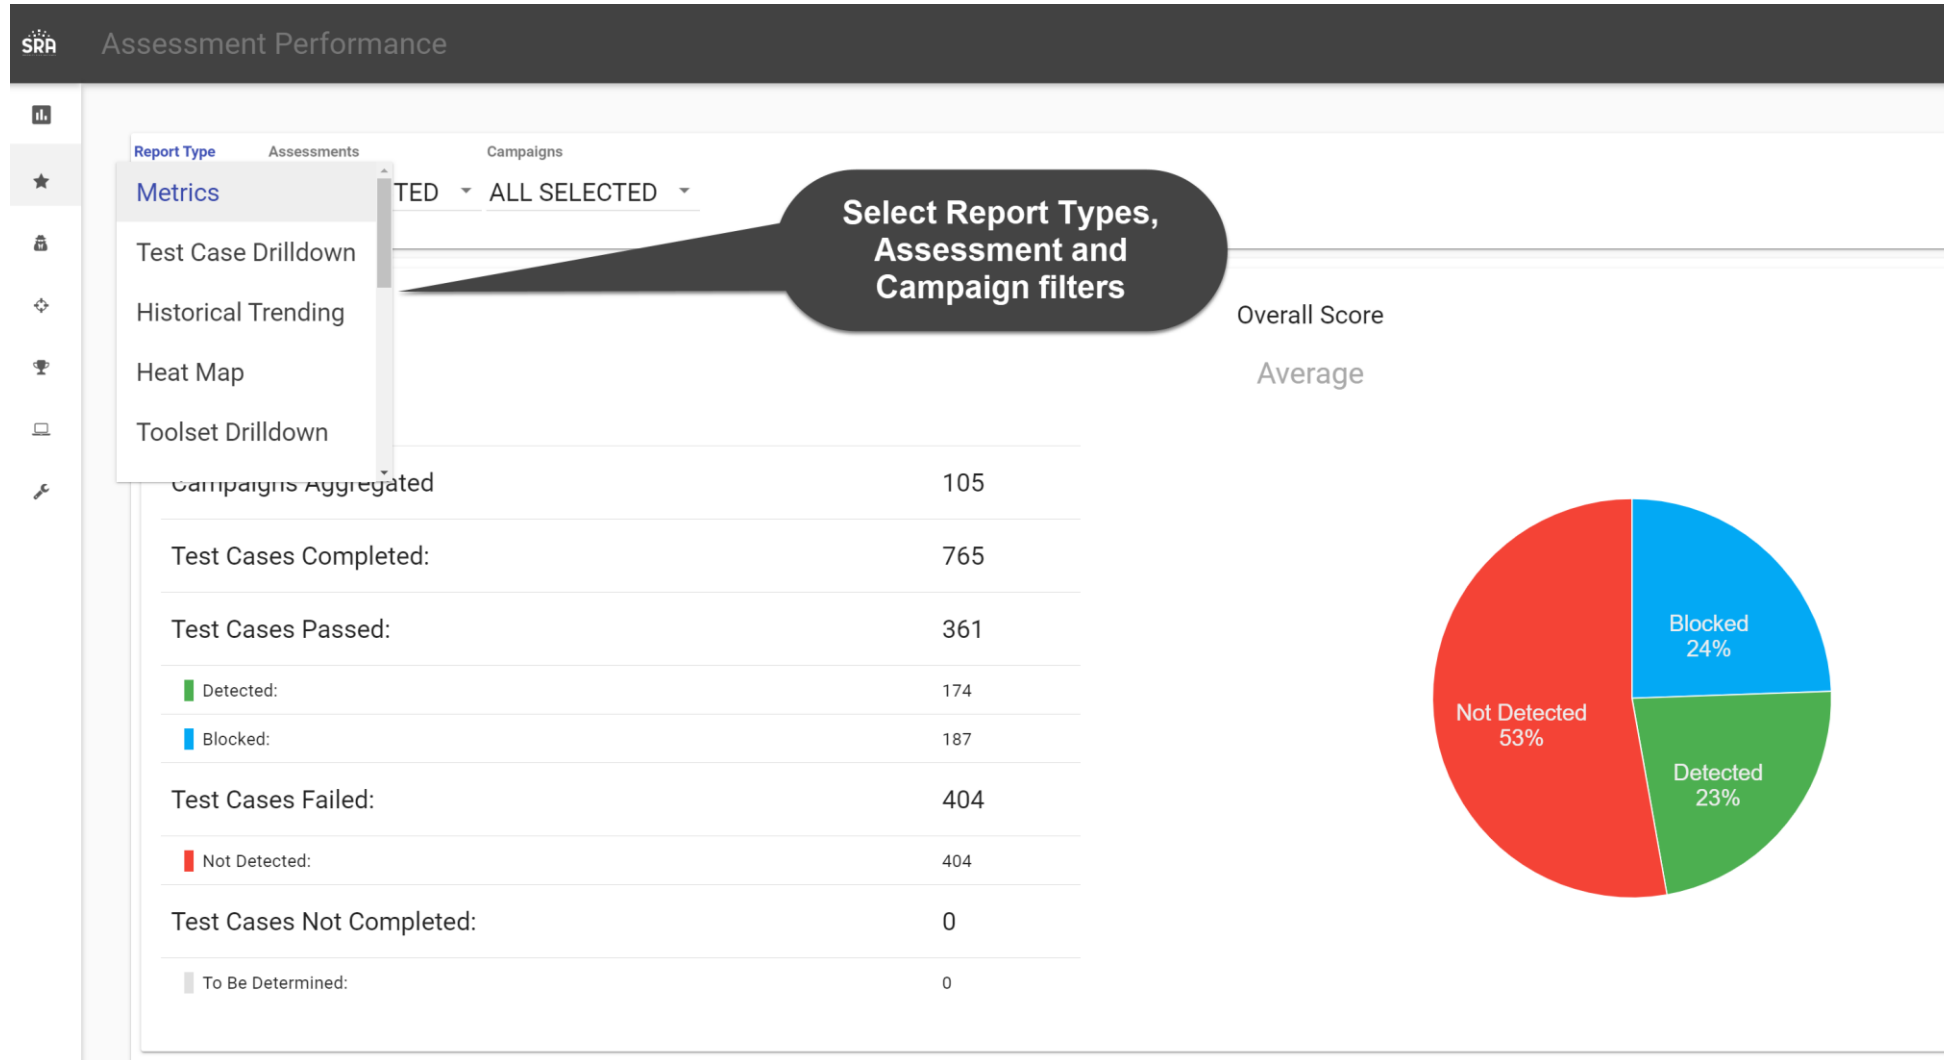 SRA
Assessment Performance
Report Type
Assessments
Campaigns
Metrics
TED
ALL SELECTED
Test Case Drilldown
Historical Trending
Heat Map
Toolset Drilldown
Select Report Types,
Assessment and
Campaign filters
Overall Score
Average
Campaigns Aggregated 105
Test Cases Completed: 765
Test Cases Passed: 361
Detected: 174
Blocked: 187
Test Cases Failed: 404
Not Detected: 404
Test Cases Not Completed: 0
To Be Determined: 0
Blocked
24%
Not Detected
53%
Detected
23%